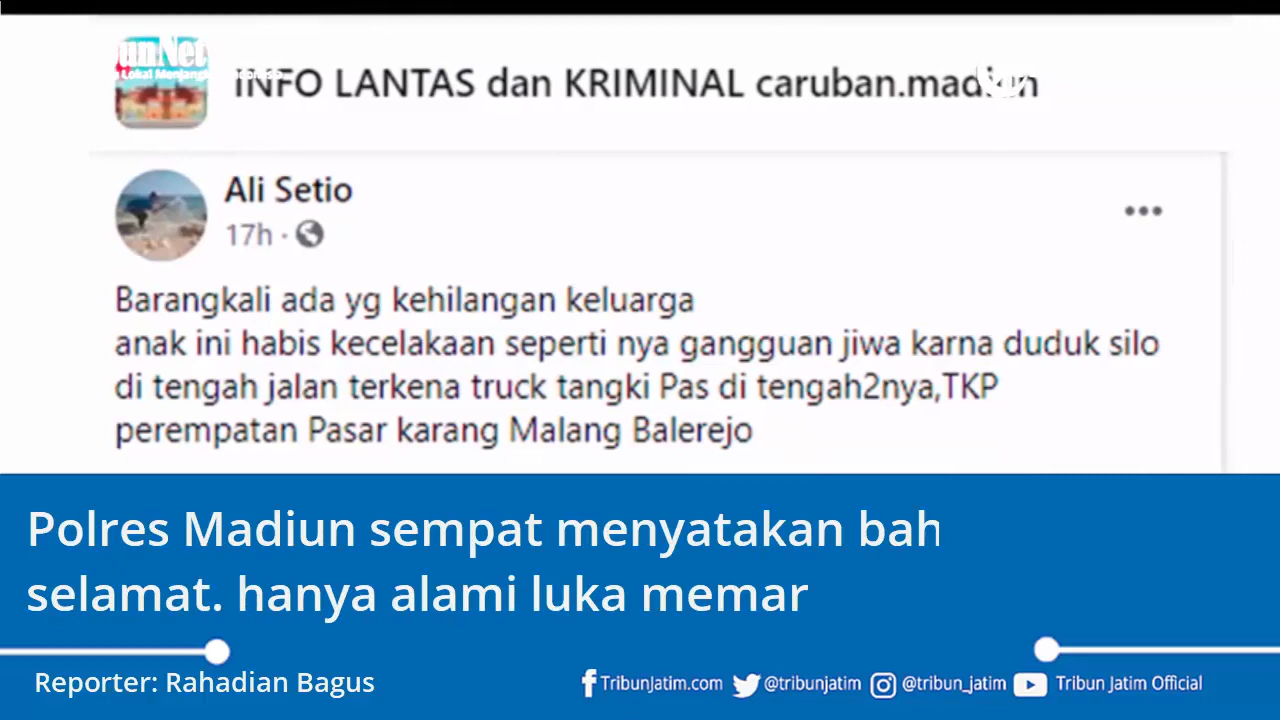 INFO LANTAS dan KRIMINAL caruban.madiun
Ali Setio
17h
Barangkali ada yg kehilangan keluarga
anak ini habis kecelakaan seperti nya gangguan jiwa karna duduk silo
di tengah jalan terkena truck tangki Pas di tengah2nya,TKP
perempatan Pasar karang Malang Balerejo
Polres Madiun sempat menyatakan bah
selamat. hanya alami luka memar
Reporter: Rahadian Bagus
TribunJatim.com @tribunjatim @tribun_jatim Tribun Jatim Official